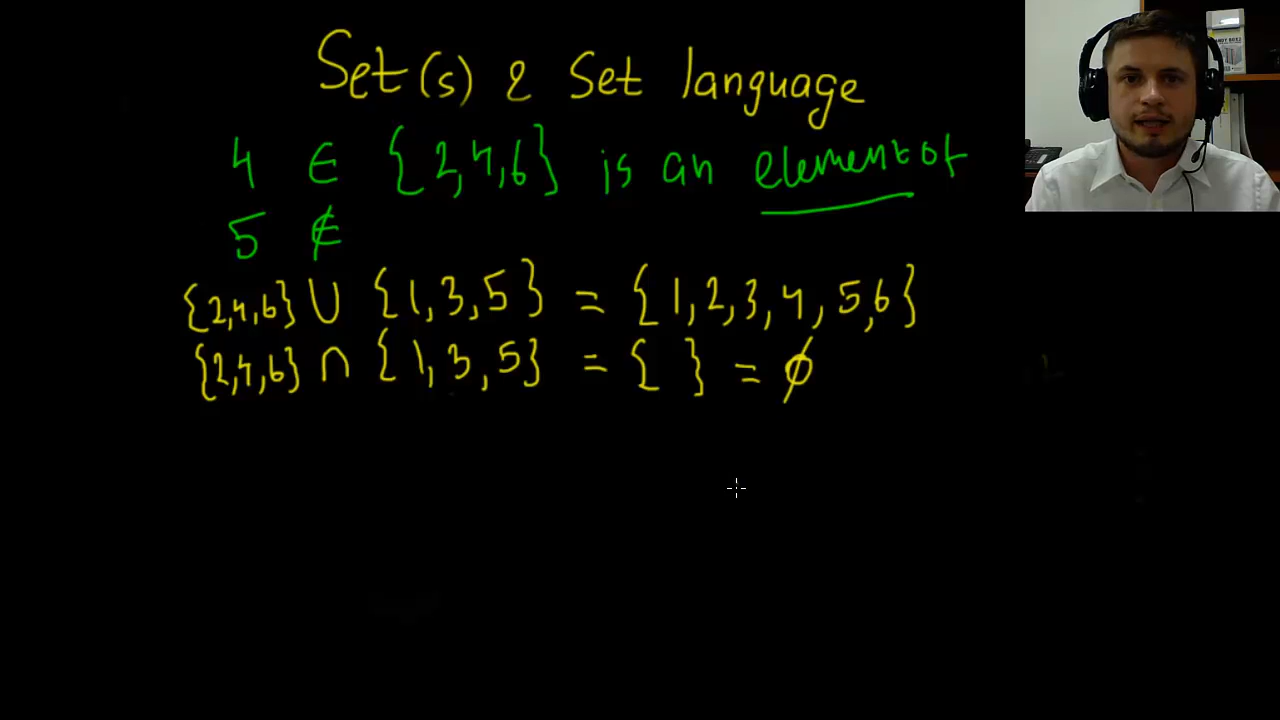 Set(s) & Set language
4 ∈ {2,4,6} is an element of
5 ∉
{2,4,6} ∪ {1,3,5} = {1,2,3,4,5,6}
{2,4,6} ∩ {1,3,5} = { } = ∅